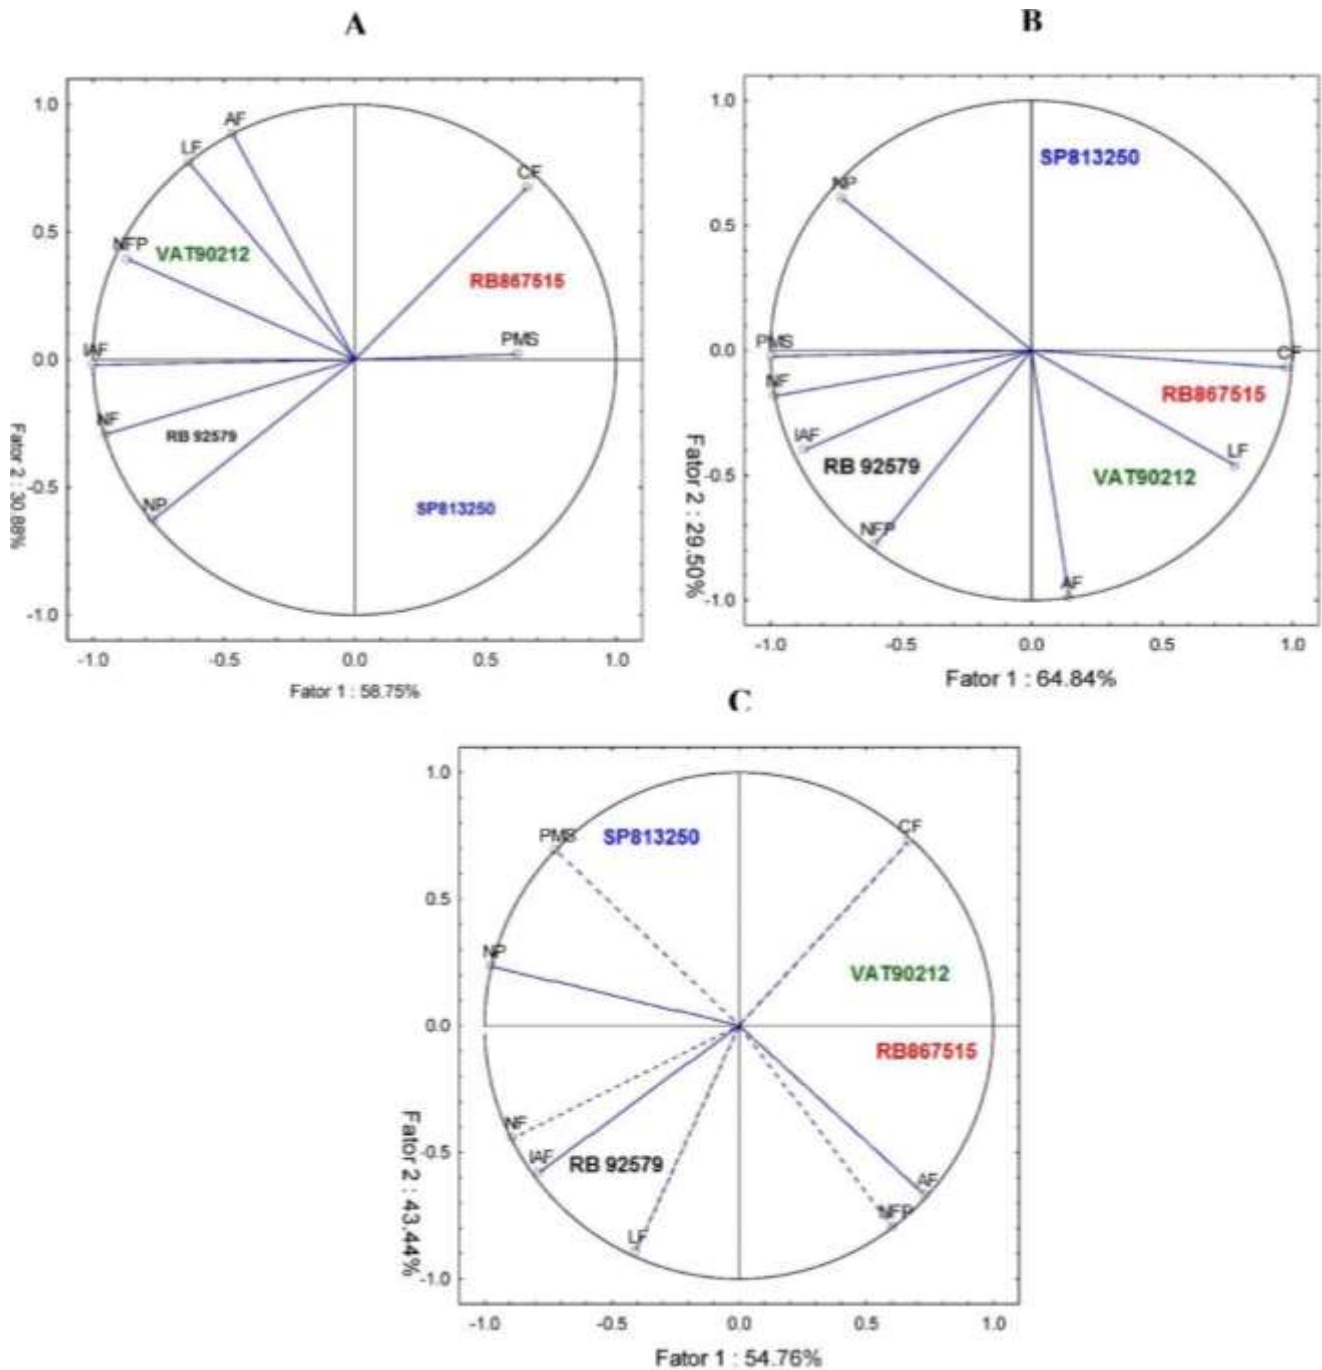 A
1.0
AF
LF
CF
0.5
NFP
VAT90212
RB867515
PMS
0.0
IAF
NF
RB 92579
-0.5
NP
SP813250
-1.0
Fator 2 : 30.88%
-1.0 -0.5 0.0 0.5 1.0
Fator 1 : 58.75%
B
1.0
SP813250
NP
0.5
PMS
0.0
CF
NF
RB867515
IAF
LF
RB 92579
VAT90212
-0.5
NFP
AF
-1.0
Fator 2 : 29.50%
-1.0 -0.5 0.0 0.5 1.0
Fator 1 : 64.84%
C
1.0
PMS
SP813250
CF
0.5
NP
VAT90212
0.0
RB867515
NF
-0.5
IAF
RB 92579
AF
NFP
LF
-1.0
Fator 2 : 43.44%
-1.0 -0.5 0.0 0.5 1.0
Fator 1 : 54.76%